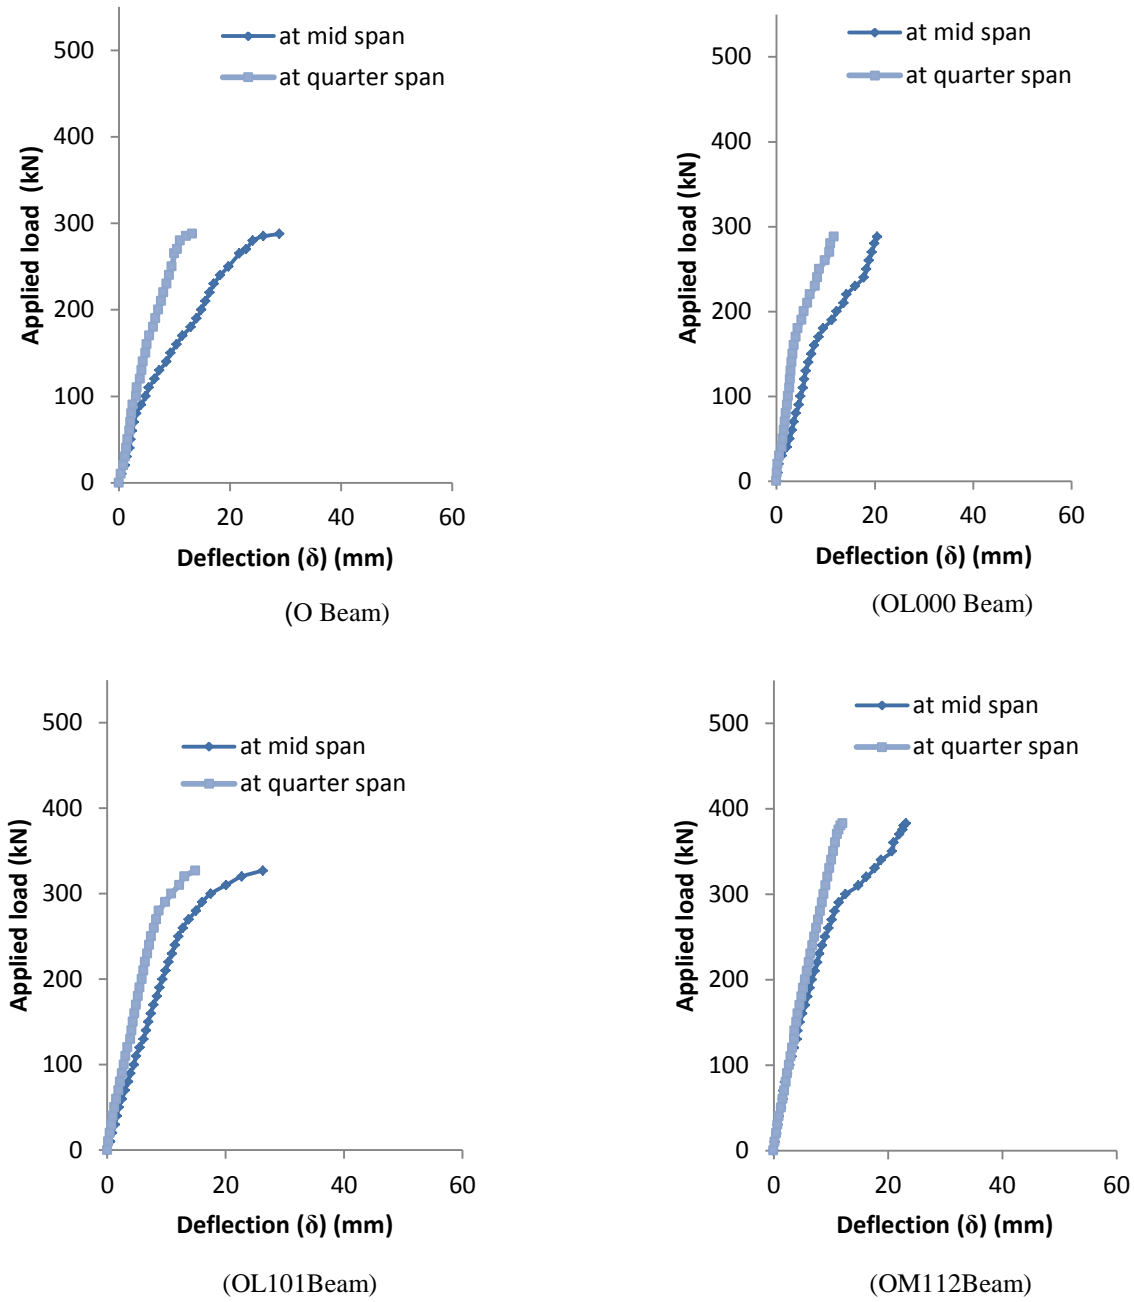 at mid span
at quarter span
500
400
300
200
100
0
Applied load (kN)
0 20 40 60
Deflection (δ) (mm)
(O Beam)
at mid span
at quarter span
500
400
300
200
100
0
Applied load (kN)
0 20 40 60
Deflection (δ) (mm)
(OL000 Beam)
at mid span
at quarter span
500
400
300
200
100
0
Applied load (kN)
0 20 40 60
Deflection (δ) (mm)
(OL101Beam)
at mid span
at quarter span
500
400
300
200
100
0
Applied load (kN)
0 20 40 60
Deflection (δ) (mm)
(OM112Beam)